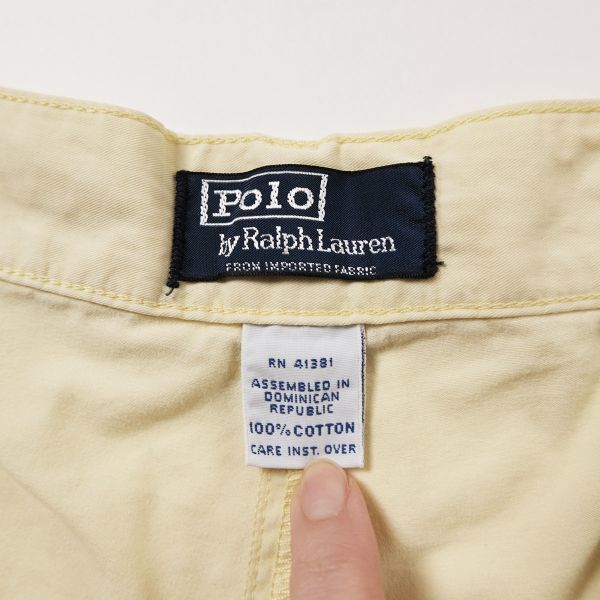 Polo
by Ralph Lauren
FROM IMPORTED FABRIC
RN 41381
ASSEMBLED IN
DOMINICAN
REPUBLIC
100% COTTON
CARE INST. OVER